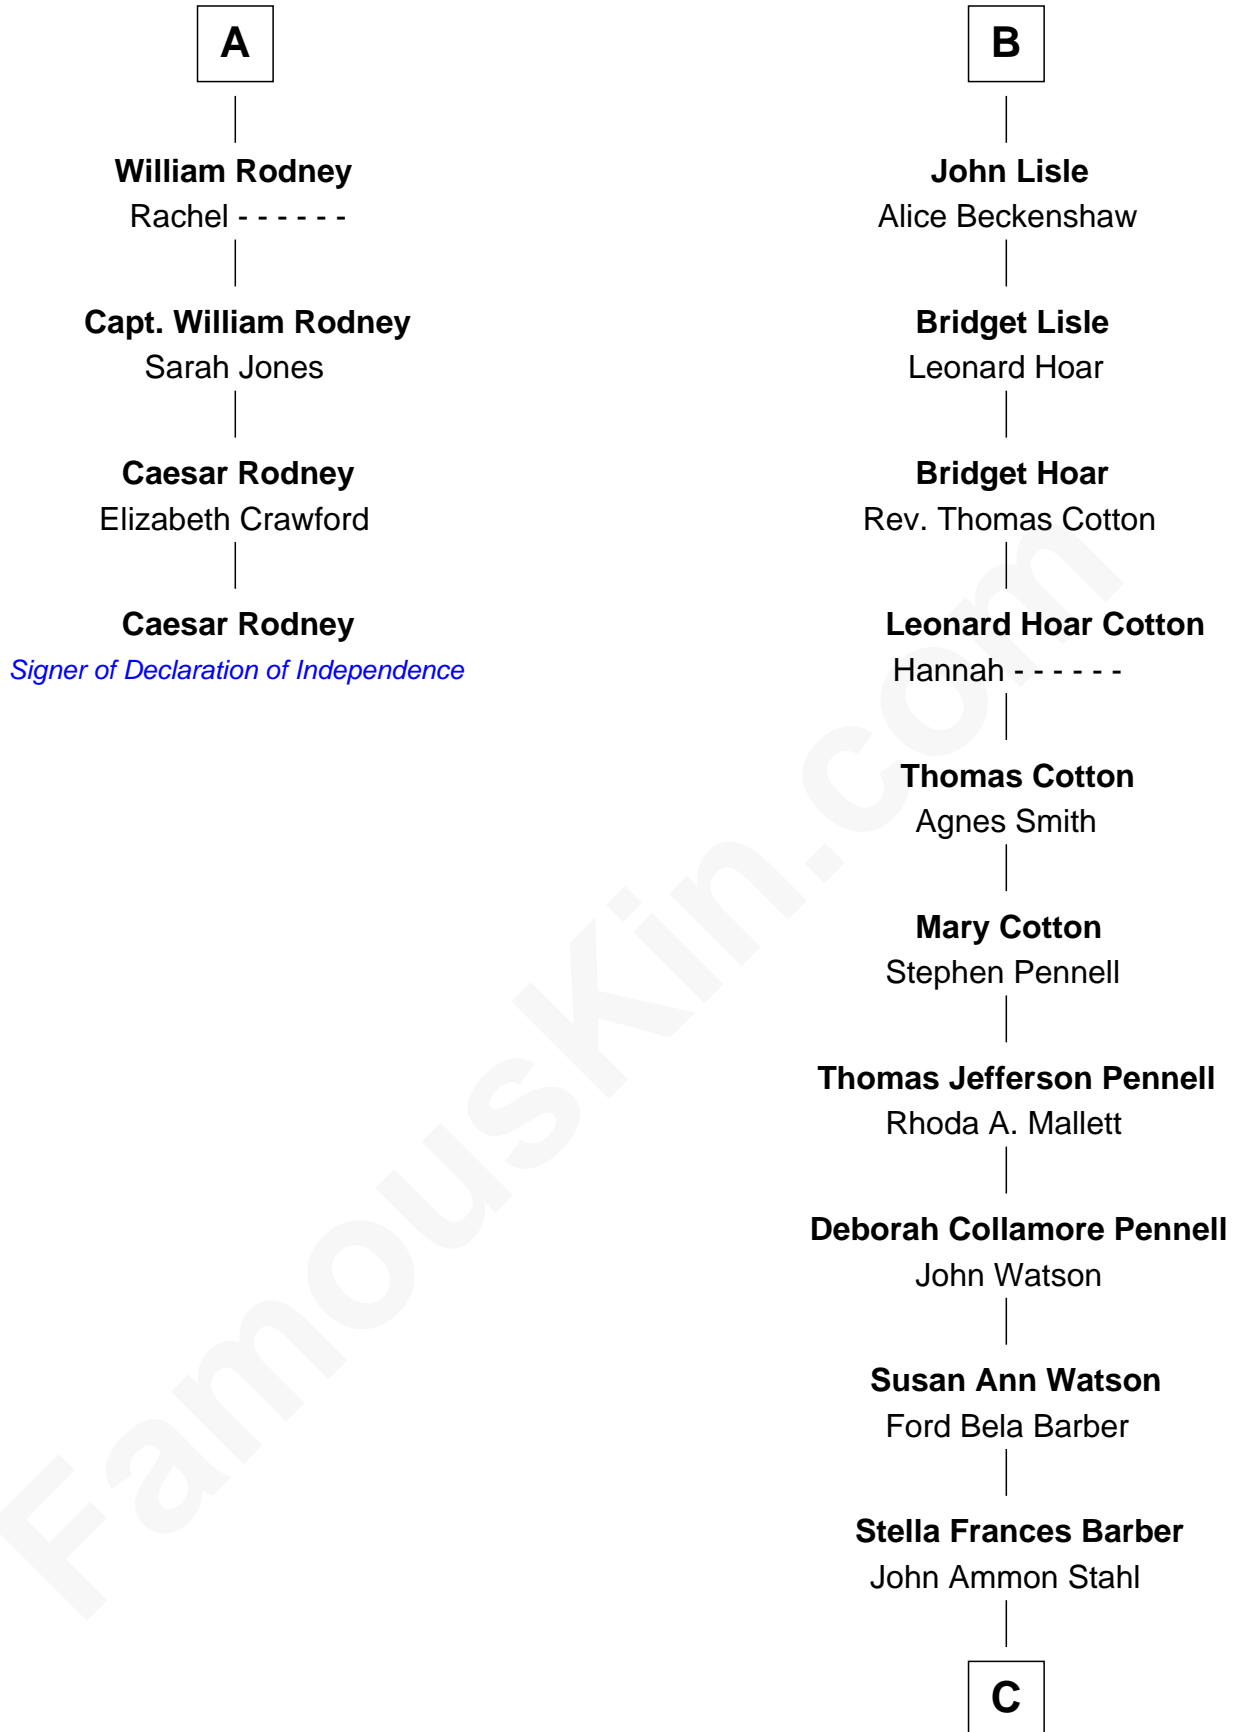 A
William Rodney
Rachel - - - - - -
Capt. William Rodney
Sarah Jones
Caesar Rodney
Elizabeth Crawford
Caesar Rodney
Signer of Declaration of Independence
B
John Lisle
Alice Beckenshaw
Bridget Lisle
Leonard Hoar
Bridget Hoar
Rev. Thomas Cotton
Leonard Hoar Cotton
Hannah - - - - - -
Thomas Cotton
Agnes Smith
Mary Cotton
Stephen Pennell
Thomas Jefferson Pennell
Rhoda A. Mallett
Deborah Collamore Pennell
John Watson
Susan Ann Watson
Ford Bela Barber
Stella Frances Barber
John Ammon Stahl
C
FamousKin.com